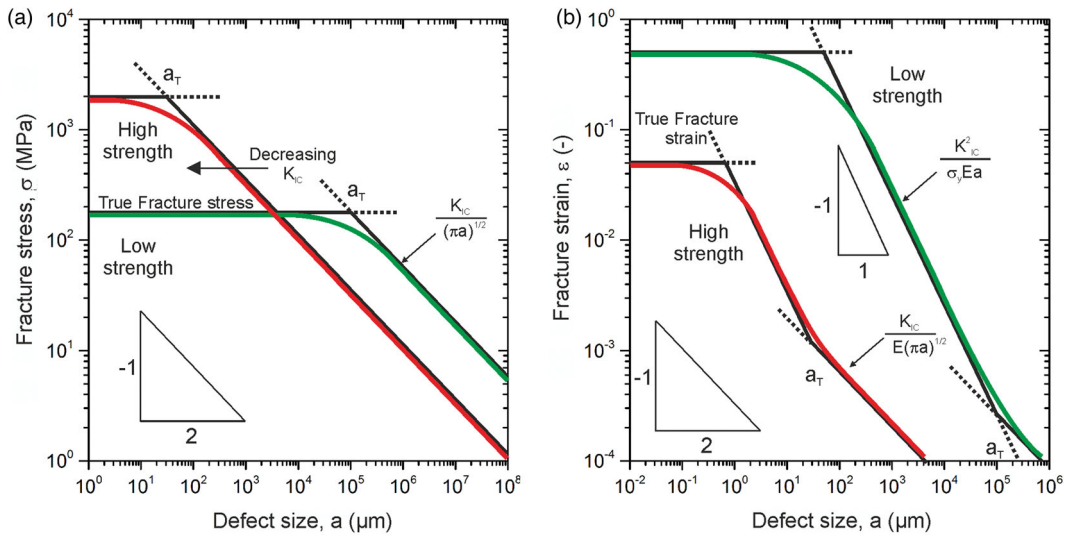 (a)
10⁴
10³
10²
10¹
10⁰
Fracture stress, σ (MPa)
a_T
High
strength
Decreasing
K_IC
a_T
True Fracture stress
K_IC
(πa)^1/2
Low
strength
-1
2
10⁰ 10¹ 10² 10³ 10⁴ 10⁵ 10⁶ 10⁷ 10⁸
Defect size, a (μm)
(b)
10⁰
10⁻¹
10⁻²
10⁻³
10⁻⁴
Fracture strain, ε (-)
Low
strength
True Fracture
strain
K²_IC
σ_yEa
-1
1
High
strength
K_IC
E(πa)^1/2
-1
2
a_T
a_T
10⁻² 10⁻¹ 10⁰ 10¹ 10² 10³ 10⁴ 10⁵ 10⁶
Defect size, a (μm)